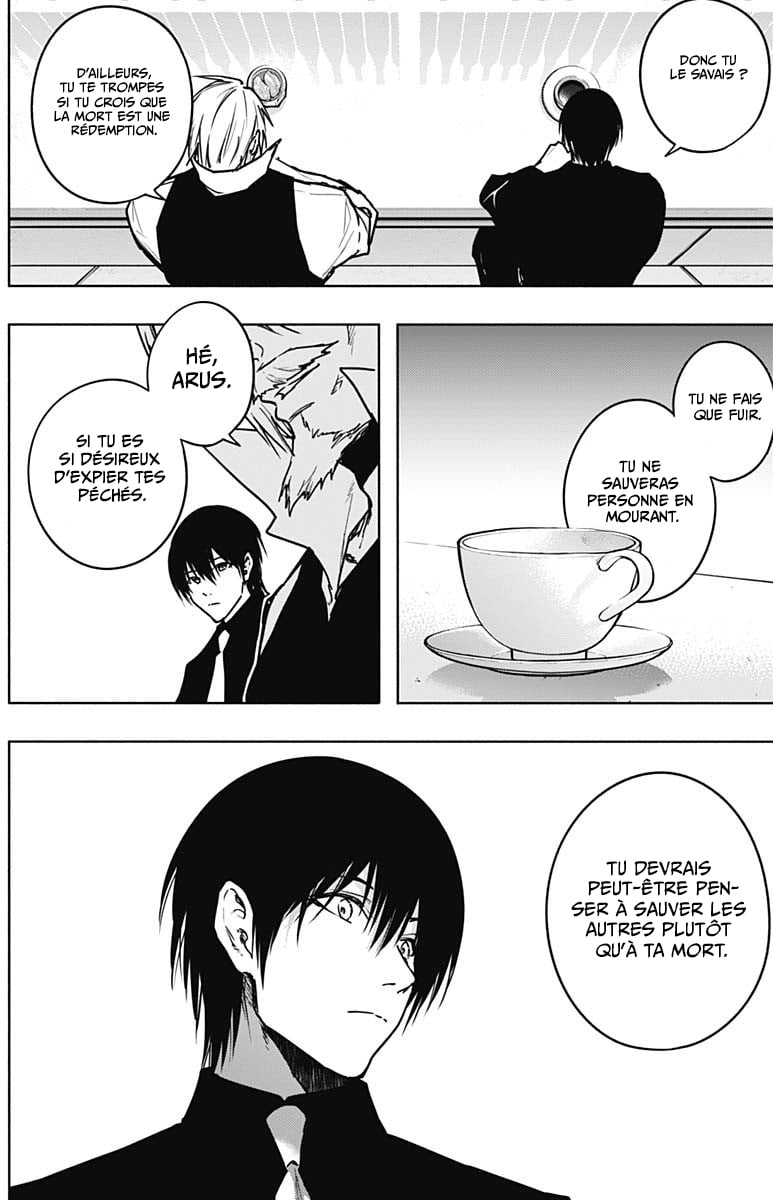 DONC TU
LE SAVAIS ?
D'AILLEURS,
TU TE TROMPES
SI TU CROIS QUE
LA MORT EST UNE
RÉDEMPTION.
TU NE FAIS
QUE FUIR.
TU NE
SAUVERAS
PERSONNE EN
MOURANT.
HÉ,
ARUS.
SI TU ES
SI DÉSIREUX
D'EXPIER TES
PÉCHÉS.
TU DEVRAIS
PEUT-ÊTRE PEN-
SER À SAUVER LES
AUTRES PLUTÔT
QU'À TA MORT.